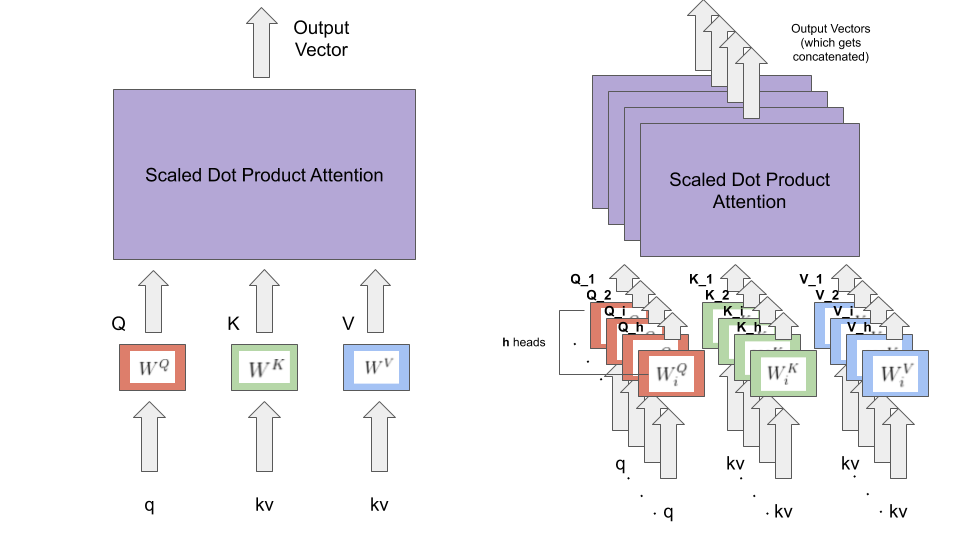 Output
Vector
Scaled Dot Product Attention
Q
K
V
W^Q
W^K
W^V
q
kv
kv
Output Vectors
(which gets
concatenated)
Scaled Dot Product
Attention
Q_1
Q_2
Q_i
Q_h
K_1
K_2
K_i
K_h
V_1
V_2
V_i
V_h
h heads
W_i^Q
W_i^K
W_i^V
q
kv
kv
q
kv
kv